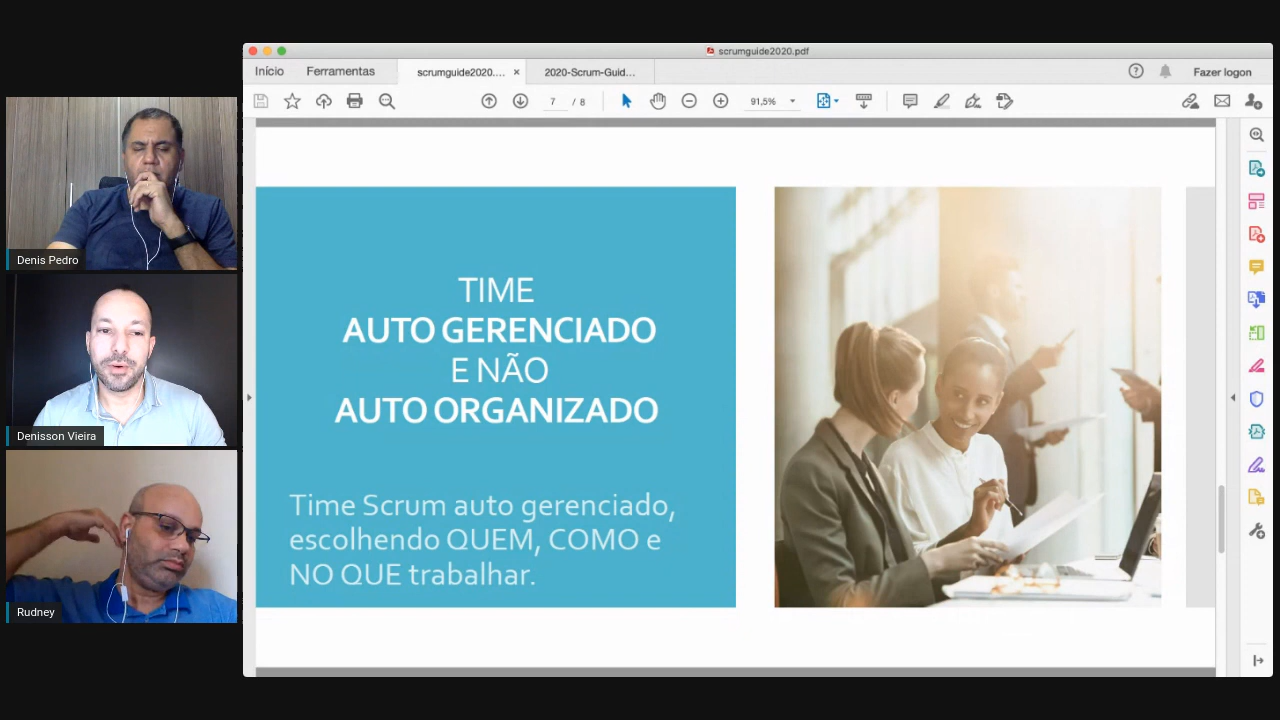 scrumguide2020.pdf
Início
Ferramentas
scrumguide2020.... ×
2020-Scrum-Guid...
Fazer logon
7 / 8
91,5%
Denis Pedro
Denisson Vieira
Rudney
TIME
AUTO GERENCIADO
E NÃO
AUTO ORGANIZADO
Time Scrum auto gerenciado,
escolhendo QUEM, COMO e
NO QUE trabalhar.